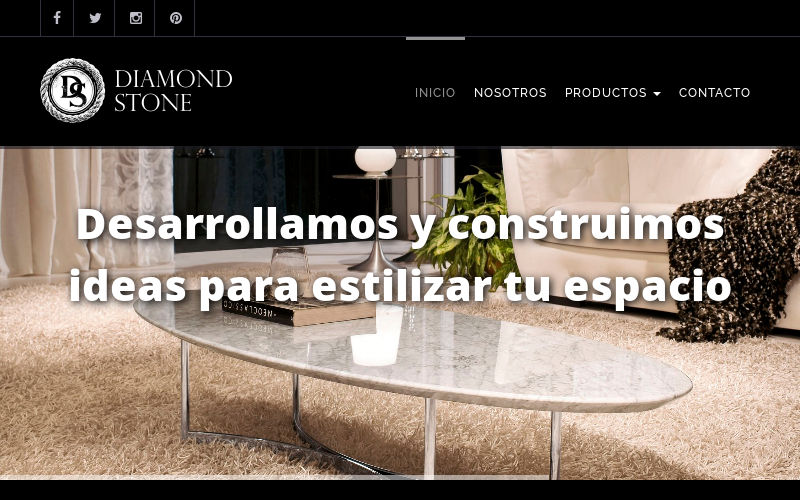 DS
DIAMOND
STONE
INICIO NOSOTROS PRODUCTOS CONTACTO
Desarrollamos y construimos
ideas para estilizar tu espacio